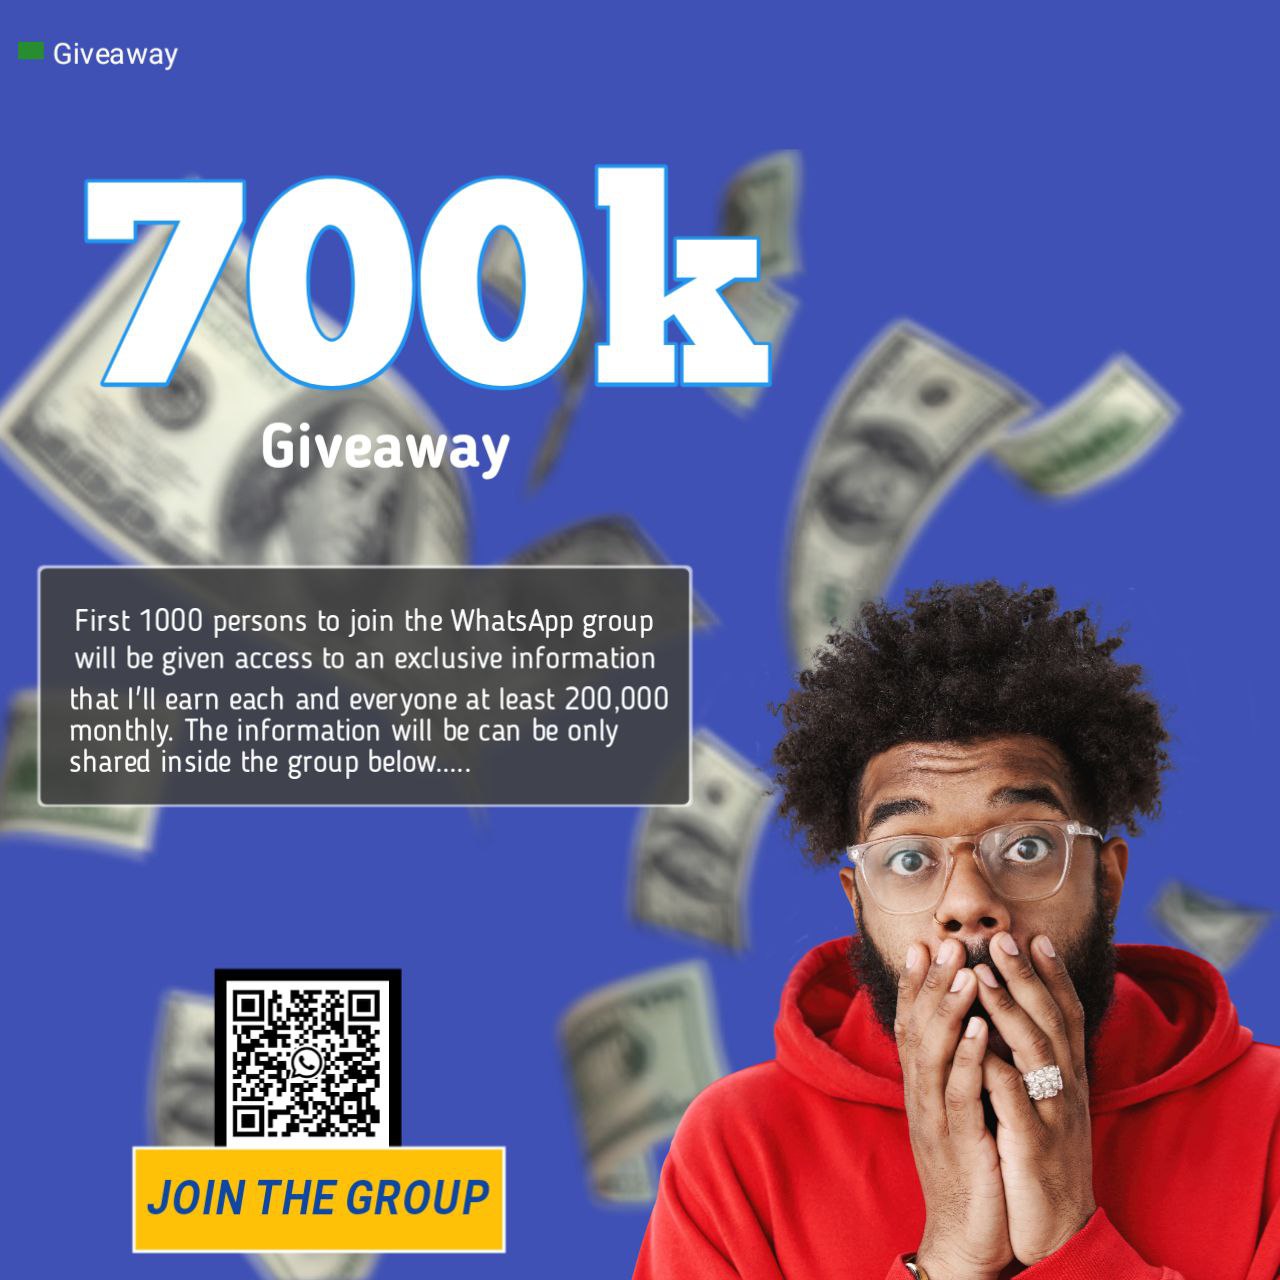 Giveaway
700k
Giveaway
First 1000 persons to join the WhatsApp group
will be given access to an exclusive information
that I'll earn each and everyone at least 200,000
monthly. The information will be can be only
shared inside the group below.....
JOIN THE GROUP